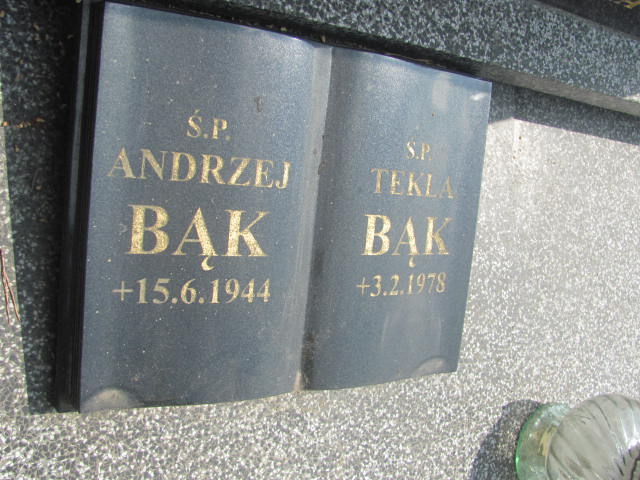 Ś.P.
ANDRZEJ
BĄK
+15.6.1944
Ś.P.
TEKLA
BĄK
+3.2.1978